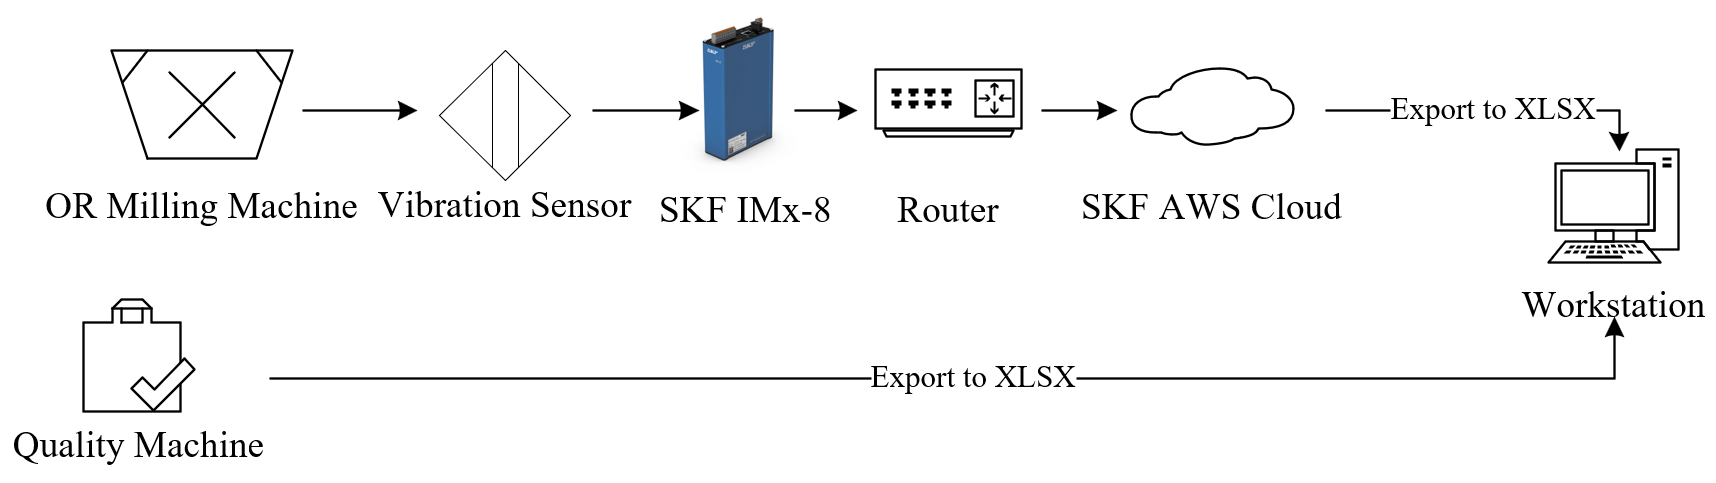 Export to XLSX
OR Milling Machine
Vibration Sensor
SKF IMx-8
Router
SKF AWS Cloud
Workstation
Export to XLSX
Quality Machine